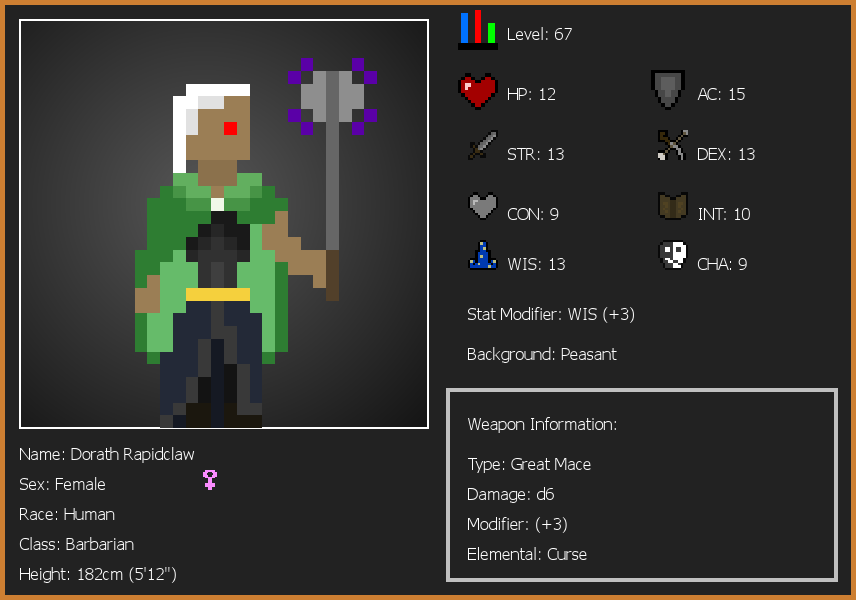 Level: 67
HP: 12
AC: 15
STR: 13
DEX: 13
CON: 9
INT: 10
WIS: 13
CHA: 9
Stat Modifier: WIS (+3)
Background: Peasant
Weapon Information:
Type: Great Mace
Damage: d6
Modifier: (+3)
Elemental: Curse
Name: Dorath Rapidclaw
Sex: Female
Race: Human
Class: Barbarian
Height: 182cm (5'12")